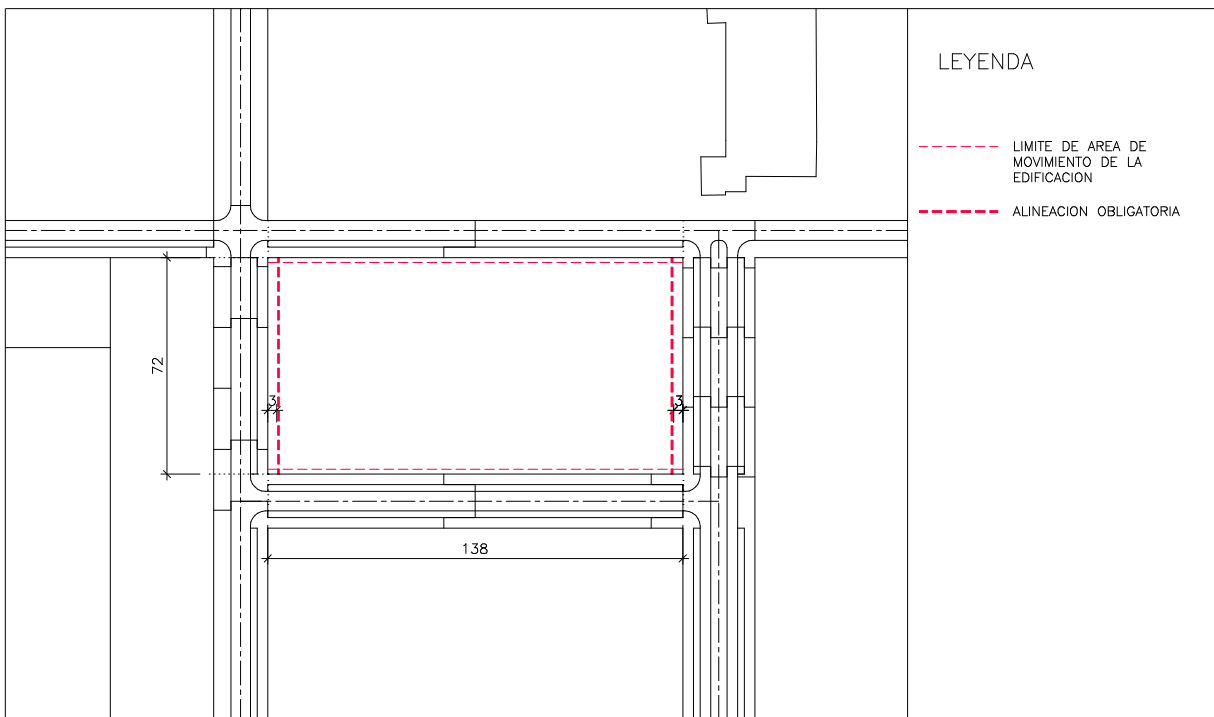 LEYENDA
LIMITE DE AREA DE
MOVIMIENTO DE LA
EDIFICACION
ALINEACION OBLIGATORIA
72
3
3
138